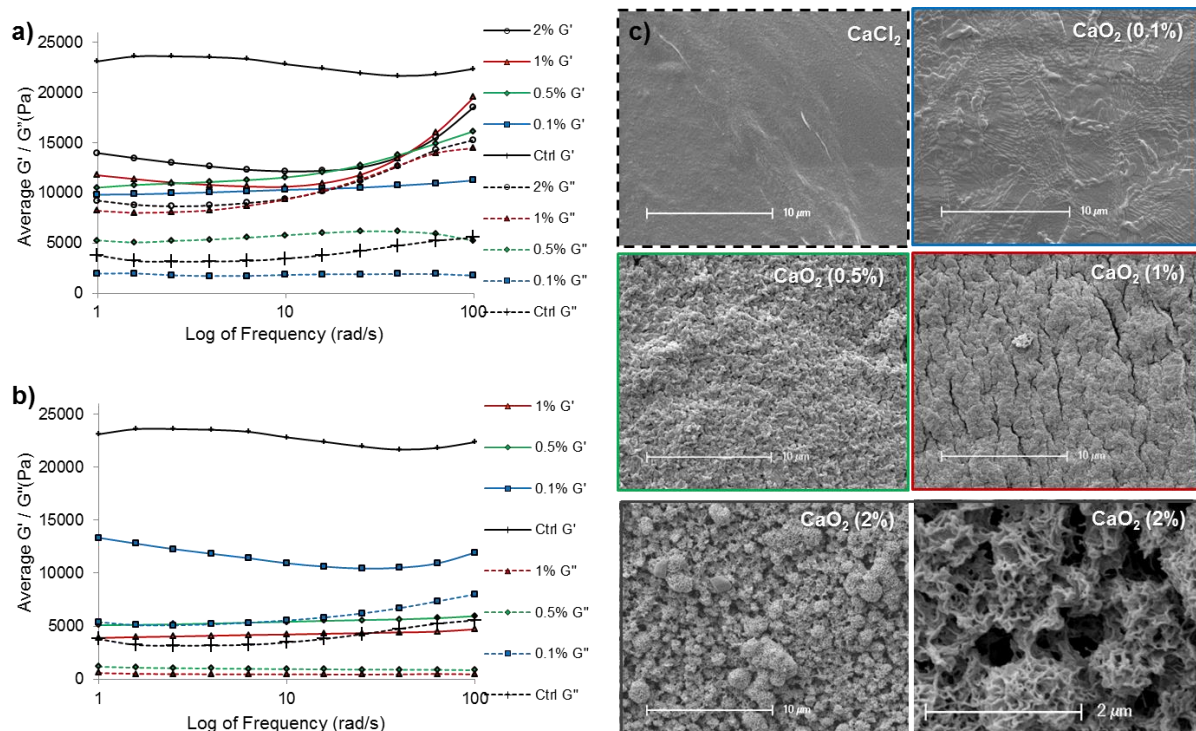 a)
25000
20000
15000
10000
5000
0
Average G' / G"(Pa)
1
10
100
Log of Frequency (rad/s)
2% G'
1% G'
0.5% G'
0.1% G'
Ctrl G'
2% G"
1% G"
0.5% G"
0.1% G"
Ctrl G"
b)
25000
20000
15000
10000
5000
0
Average G' / G"(Pa)
1
10
100
Log of Frequency (rad/s)
1% G'
0.5% G'
0.1% G'
Ctrl G'
1% G"
0.5% G"
0.1% G"
Ctrl G"
c)
CaCl₂
10 μm
CaO₂ (0.1%)
10 μm
CaO₂ (0.5%)
10 μm
CaO₂ (1%)
10 μm
CaO₂ (2%)
10 μm
CaO₂ (2%)
2 μm